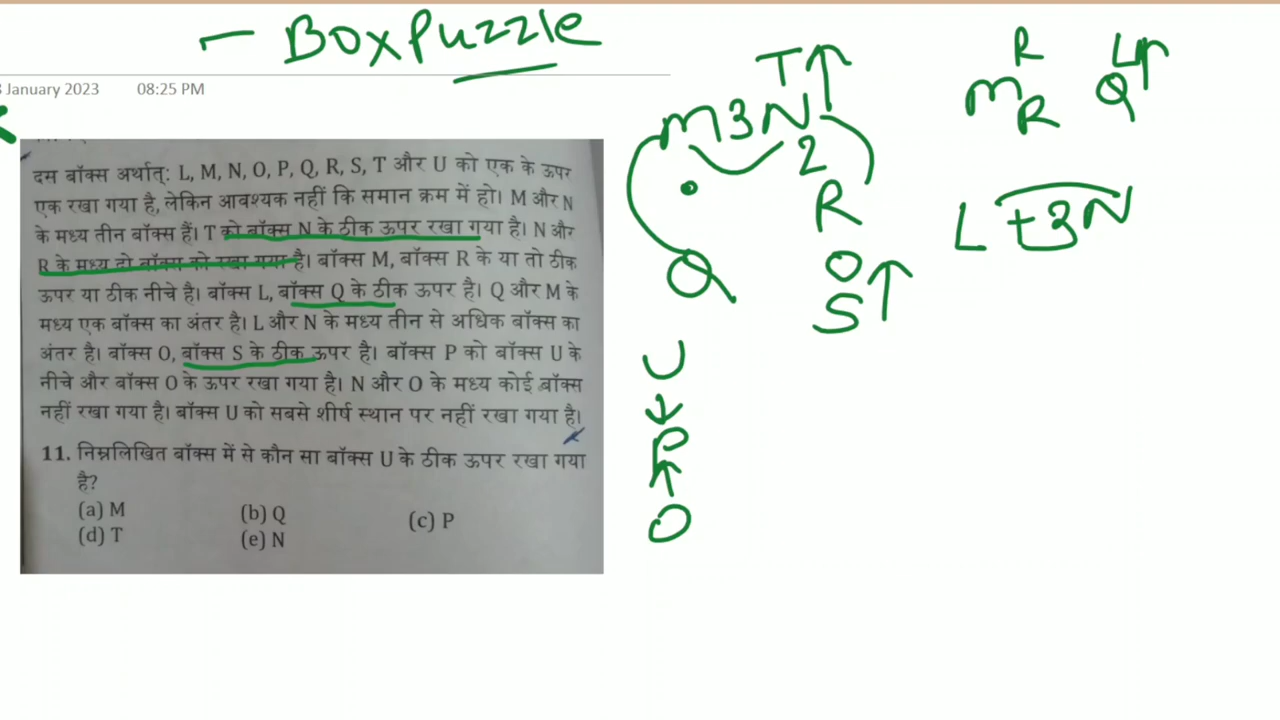 - Box Puzzle
January 2023 08:25 PM
दस बॉक्स अर्थात्: L, M, N, O, P, Q, R, S, T और U को एक के ऊपर
एक रखा गया है, लेकिन आवश्यक नहीं कि समान क्रम में हो। M और N
के मध्य तीन बॉक्स हैं। T को बॉक्स N के ठीक ऊपर रखा गया है। N और
R के मध्य दो बॉक्स को रखा गया है। बॉक्स M, बॉक्स R के या तो ठीक
ऊपर या ठीक नीचे है। बॉक्स L, बॉक्स Q के ठीक ऊपर है। Q और M के
मध्य एक बॉक्स का अंतर है। L और N के मध्य तीन से अधिक बॉक्स का
अंतर है। बॉक्स O, बॉक्स S के ठीक ऊपर है। बॉक्स P को बॉक्स U के
नीचे और बॉक्स O के ऊपर रखा गया है। N और O के मध्य कोई बॉक्स
नहीं रखा गया है। बॉक्स U को सबसे शीर्ष स्थान पर नहीं रखा गया है।
11. निम्नलिखित बॉक्स में से कौन सा बॉक्स U के ठीक ऊपर रखा गया
है?
(a) M (b) Q (c) P
(d) T (e) N
T↑
M3N
2
R
Q
O
S↑
U
↓
P
↑
O
R
M
R
L↑
Q
L +3N